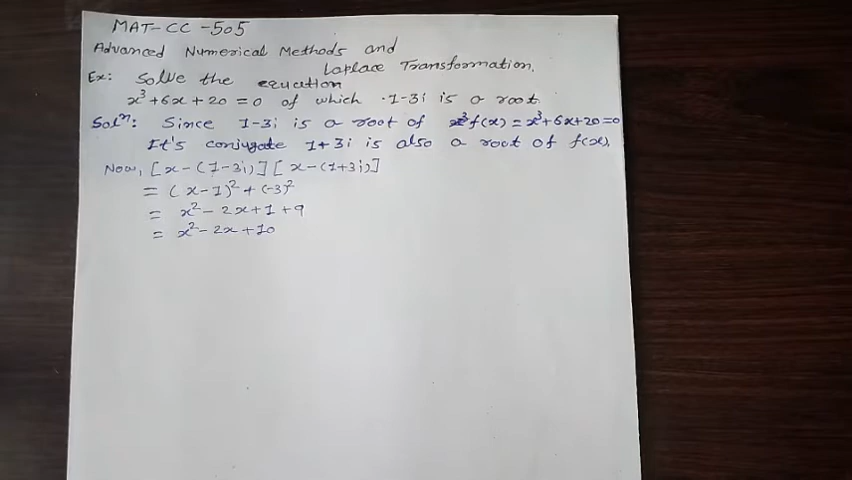 MAT-CC-505
Advanced Numerical Methods and
Laplace Transformation.
Ex: Solve the equation
x³+6x+20=0 of which 1-3i is a root.
Solⁿ: Since 1-3i is a root of f(x)=x³+6x+20=0
It's conjugate 1+3i is also a root of f(x).
Now, [x-(1-3i)][x-(1+3i)]
= (x-1)²+(-3)²
= x²-2x+1+9
= x²-2x+10